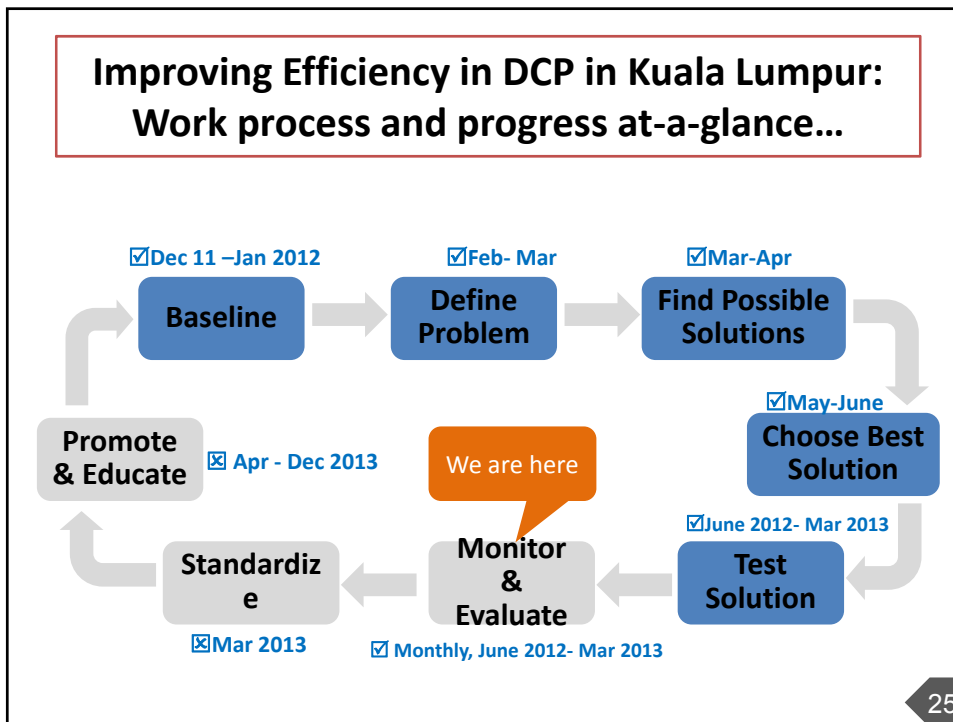 Improving Efficiency in DCP in Kuala Lumpur:
Work process and progress at-a-glance…
☑Dec 11 –Jan 2012
Baseline
☑Feb- Mar
Define
Problem
☑Mar-Apr
Find Possible
Solutions
☑May-June
Choose Best
Solution
☑June 2012- Mar 2013
Test
Solution
We are here
Monitor
&
Evaluate
☑ Monthly, June 2012- Mar 2013
Standardiz
e
☒Mar 2013
Promote
& Educate
☒ Apr - Dec 2013
25